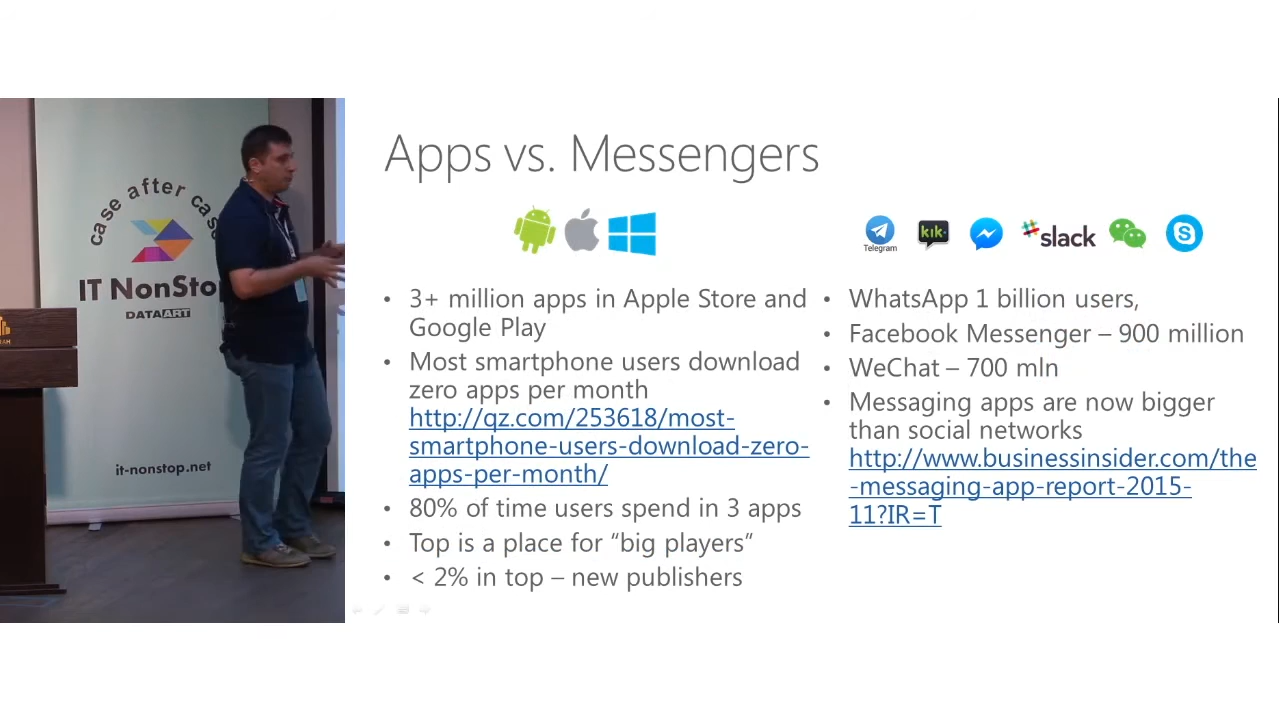 case after case
IT NonSto
DATAART
it-nonstop.net
Apps vs. Messengers
Telegram
kik
slack
• 3+ million apps in Apple Store and
Google Play
• Most smartphone users download
zero apps per month
http://qz.com/253618/most-
smartphone-users-download-zero-
apps-per-month/
• 80% of time users spend in 3 apps
• Top is a place for “big players”
• < 2% in top – new publishers
• WhatsApp 1 billion users,
• Facebook Messenger – 900 million
• WeChat – 700 mln
• Messaging apps are now bigger
than social networks
http://www.businessinsider.com/the
-messaging-app-report-2015-
11?IR=T